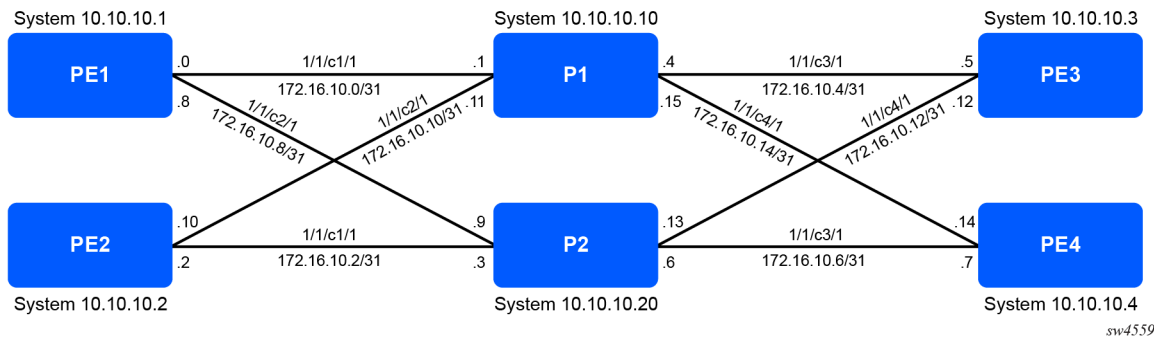 System 10.10.10.1
System 10.10.10.10
System 10.10.10.3
PE1
.0
1/1/c1/1
.1
172.16.10.0/31
.8
.11
P1
.4
1/1/c3/1
.5
172.16.10.4/31
.15
.12
PE3
1/1/c2/1
172.16.10.8/31
1/1/c2/1
172.16.10.10/31
1/1/c4/1
172.16.10.14/31
1/1/c4/1
172.16.10.12/31
PE2
.10
.9
1/1/c1/1
.2
172.16.10.2/31
.3
P2
.13
.14
1/1/c3/1
.6
172.16.10.6/31
.7
PE4
System 10.10.10.2
System 10.10.10.20
System 10.10.10.4
sw4559